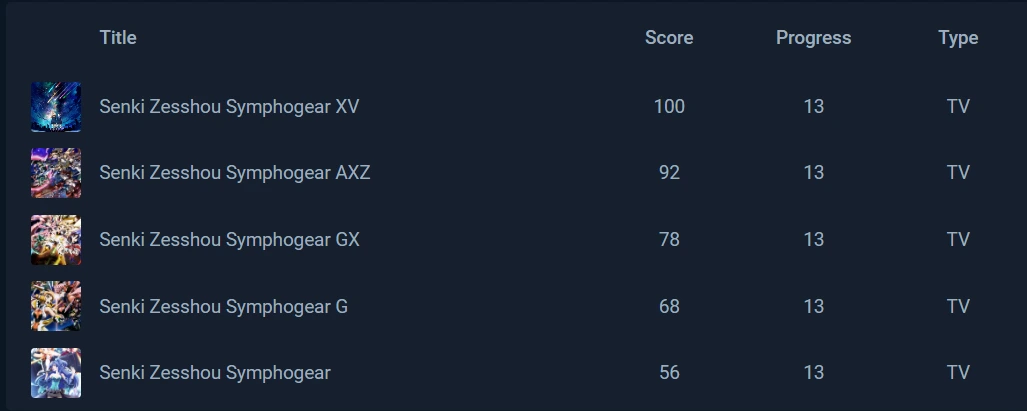 Title Score Progress Type
Senki Zesshou Symphogear XV 100 13 TV
Senki Zesshou Symphogear AXZ 92 13 TV
Senki Zesshou Symphogear GX 78 13 TV
Senki Zesshou Symphogear G 68 13 TV
Senki Zesshou Symphogear 56 13 TV